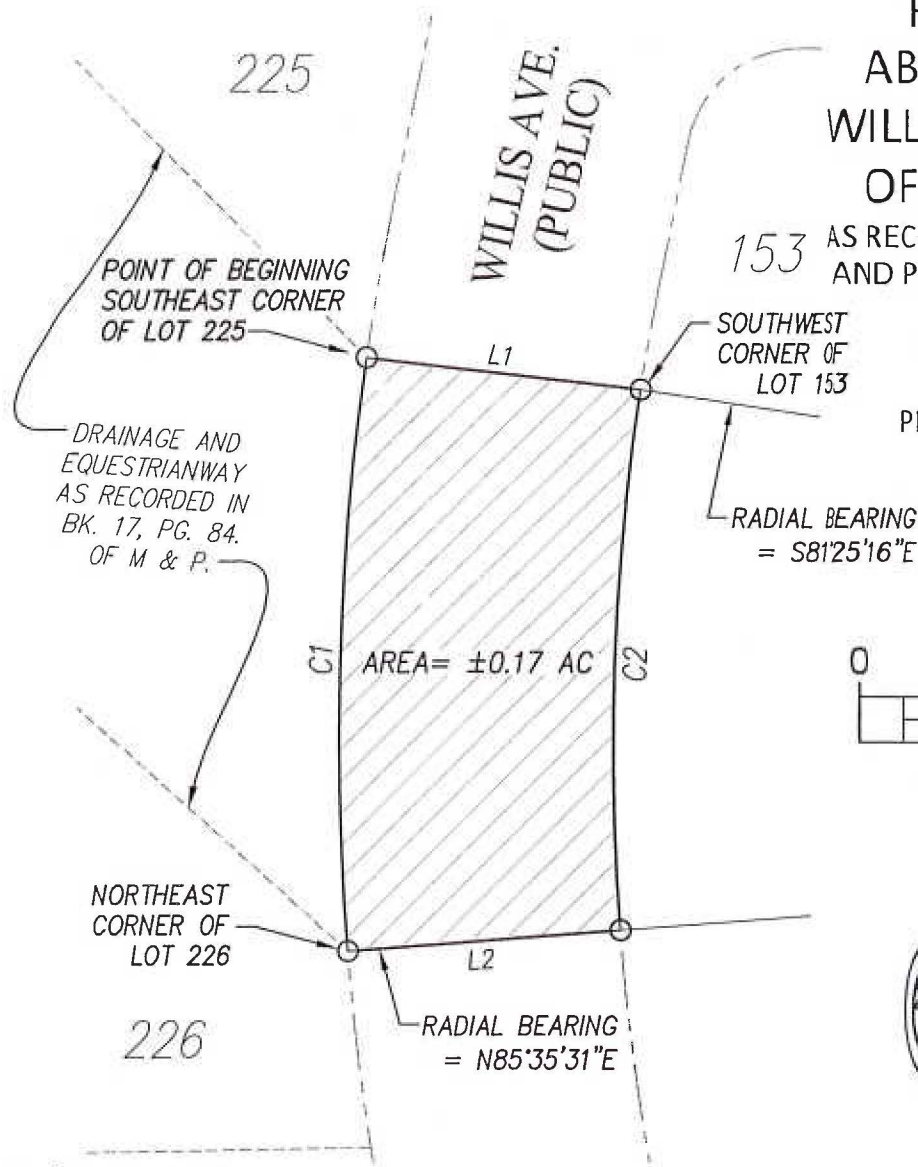 225
WILLIS AVE.
(PUBLIC)
AB
WILL
OF
153
AS REC
AND P
POINT OF BEGINNING
SOUTHEAST CORNER
OF LOT 225
L1
SOUTHWEST
CORNER OF
LOT 153
DRAINAGE AND
EQUESTRIANWAY
AS RECORDED IN
BK. 17, PG. 84.
OF M & P.
RADIAL BEARING
= S81°25'16"E
C1
AREA= ±0.17 AC
C2
0
NORTHEAST
CORNER OF
LOT 226
L2
226
RADIAL BEARING
= N85°35'31"E